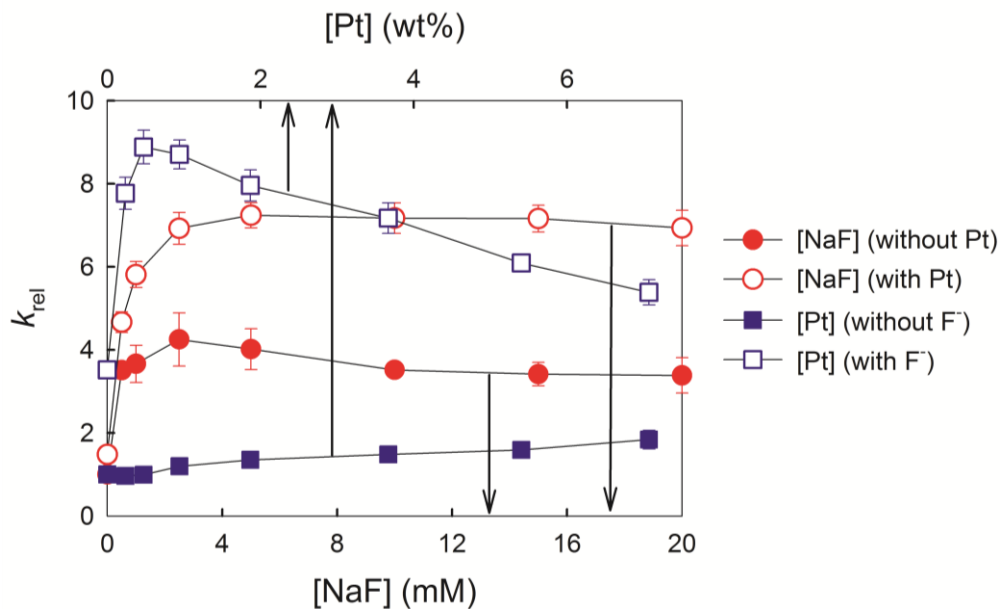 [Pt] (wt%)
0 2 4 6
10
8
6
4
2
0
k_rel
0 4 8 12 16 20
[NaF] (mM)
[NaF] (without Pt)
[NaF] (with Pt)
[Pt] (without F⁻)
[Pt] (with F⁻)